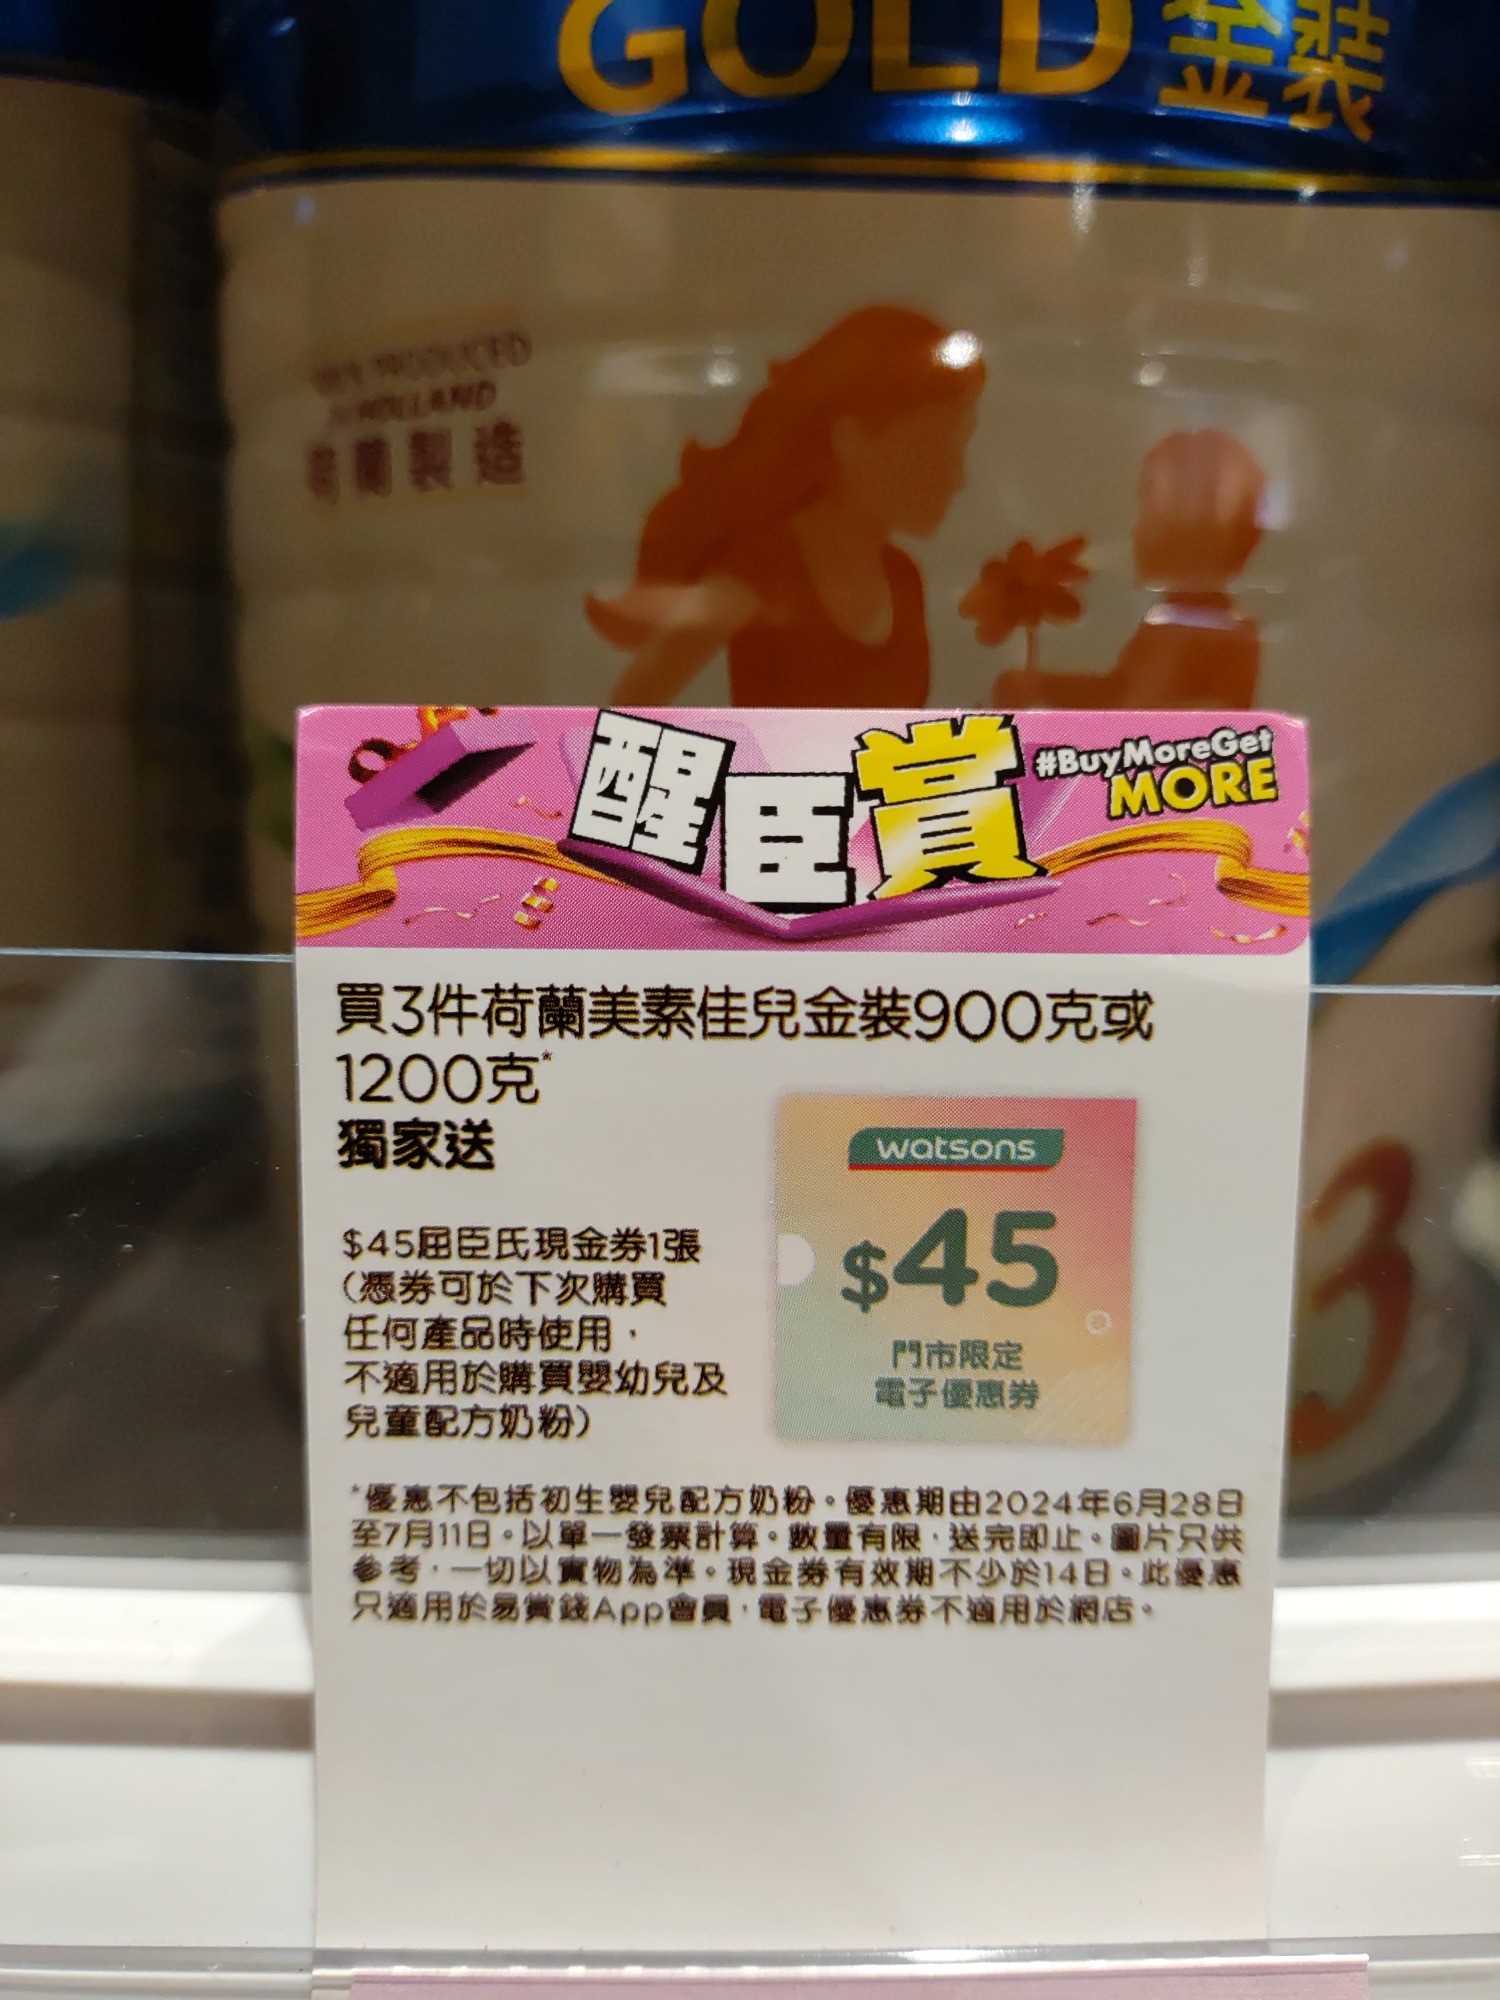 GOLD 金裝
100% PRODUCED
IN HOLLAND
荷蘭製造
醒臣賞
#BuyMoreGet
MORE
買3件荷蘭美素佳兒金裝900克或
1200克*
獨家送
watsons
$45
門市限定
電子優惠券
$45屈臣氏現金券1張
(憑券可於下次購買
任何產品時使用，
不適用於購買嬰幼兒及
兒童配方奶粉)
*優惠不包括初生嬰兒配方奶粉。優惠期由2024年6月28日
至7月11日。以單一發票計算。數量有限，送完即止。圖片只供
參考，一切以實物為準。現金券有效期不少於14日。此優惠
只適用於易賞錢App會員，電子優惠券不適用於網店。
3